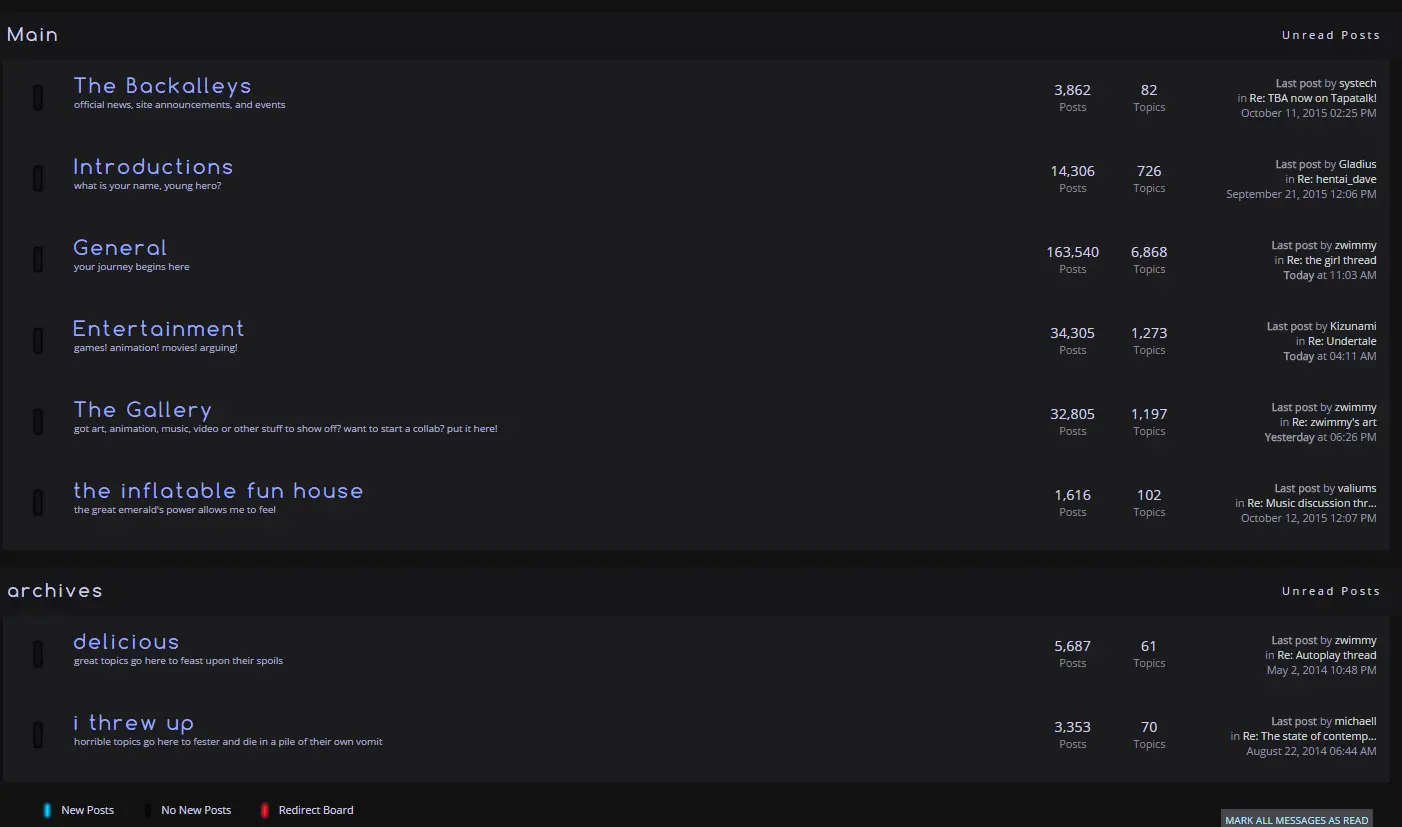 Main
Unread Posts
The Backalleys
official news, site announcements, and events
3,862
Posts
82
Topics
Last post by systech
in Re: TBA now on Tapatalk!
October 11, 2015 02:25 PM
Introductions
what is your name, young hero?
14,306
Posts
726
Topics
Last post by Gladius
in Re: hentai_dave
September 21, 2015 12:06 PM
General
your journey begins here
163,540
Posts
6,868
Topics
Last post by zwimmy
in Re: the girl thread
Today at 11:03 AM
Entertainment
games! animation! movies! arguing!
34,305
Posts
1,273
Topics
Last post by Kizunami
in Re: Undertale
Today at 04:11 AM
The Gallery
got art, animation, music, video or other stuff to show off? want to start a collab? put it here!
32,805
Posts
1,197
Topics
Last post by zwimmy
in Re: zwimmy's art
Yesterday at 06:26 PM
the inflatable fun house
the great emerald's power allows me to feel
1,616
Posts
102
Topics
Last post by valiums
in Re: Music discussion thr...
October 12, 2015 12:07 PM
archives
Unread Posts
delicious
great topics go here to feast upon their spoils
5,687
Posts
61
Topics
Last post by zwimmy
in Re: Autoplay thread
May 2, 2014 10:48 PM
i threw up
horrible topics go here to fester and die in a pile of their own vomit
3,353
Posts
70
Topics
Last post by michaell
in Re: The state of contemp...
August 22, 2014 06:44 AM
New Posts
No New Posts
Redirect Board
MARK ALL MESSAGES AS READ